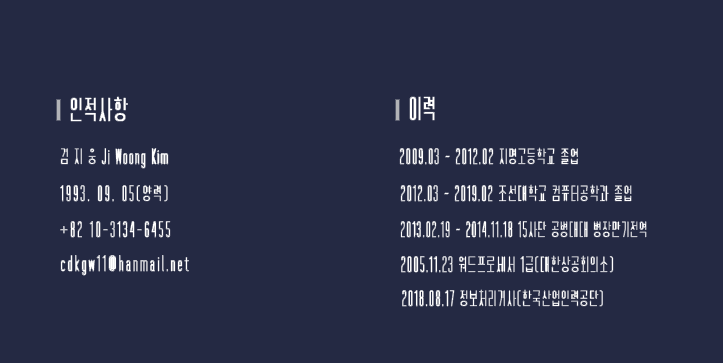 인적사항
김 지 웅 Ji Woong Kim
1993. 09. 05(양력)
+82 10-3134-6455
cdkgw11@hanmail.net
이력
2009.03 - 2012.02 지명고등학교 졸업
2012.03 - 2019.02 조선대학교 컴퓨터공학과 졸업
2013.02.19 - 2014.11.18 15사단 공병대대 병장만기전역
2005.11.23 워드프로세서 1급(대한상공회의소)
2018.08.17 정보처리기사(한국산업인력공단)